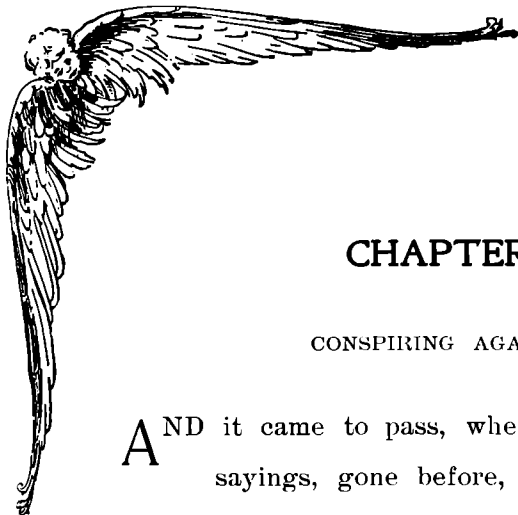 CHAPTER
CONSPIRING AGA
AND it came to pass, whe
sayings, gone before,